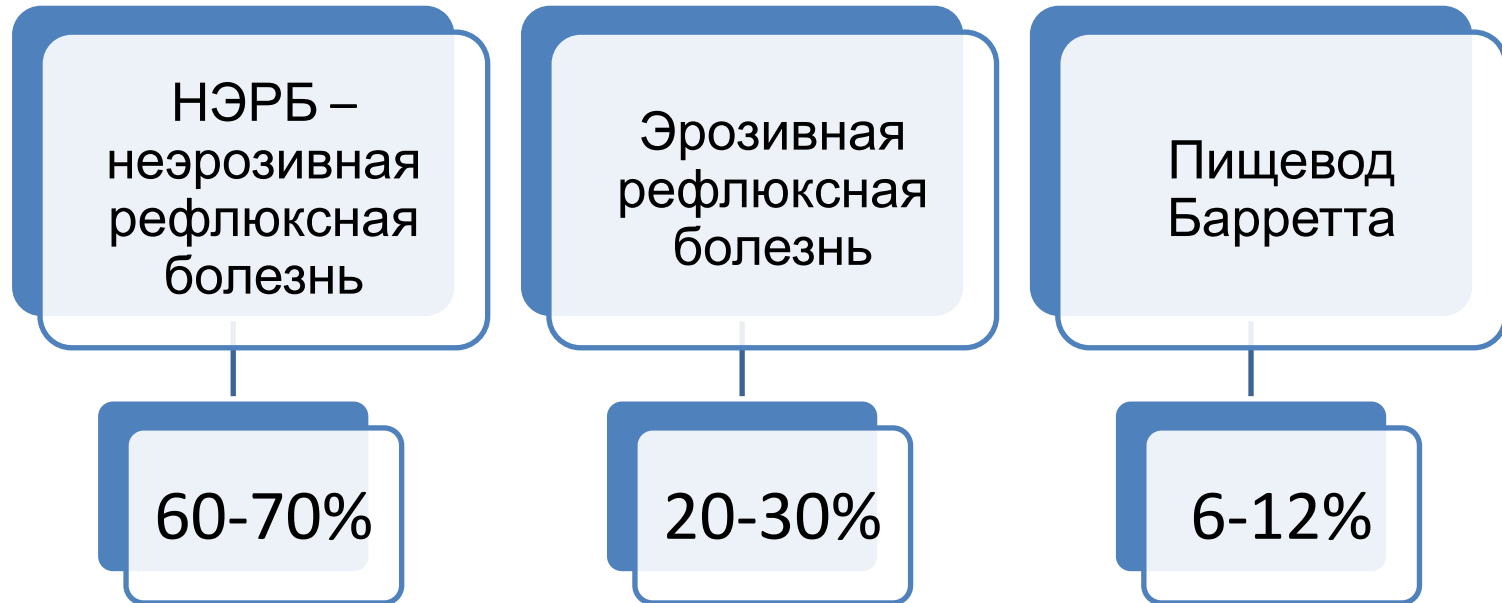 НЭРБ –
неэрозивная
рефлюксная
болезнь
60-70%
Эрозивная
рефлюксная
болезнь
20-30%
Пищевод
Барретта
6-12%